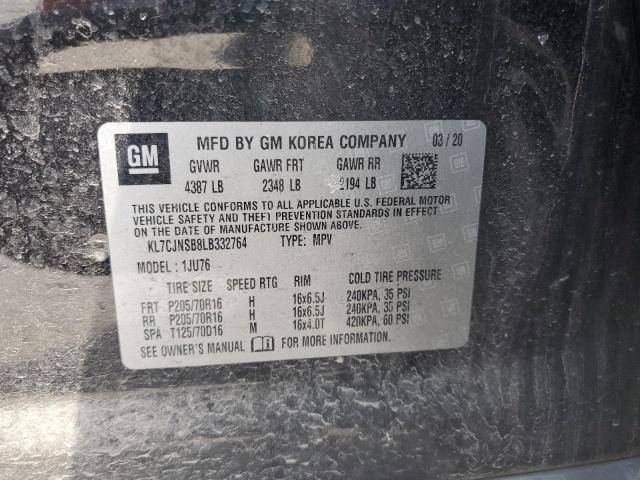 GM
MFD BY GM KOREA COMPANY 03/20
GVWR GAWR FRT GAWR RR
4387 LB 2348 LB 2194 LB
THIS VEHICLE CONFORMS TO ALL APPLICABLE U.S. FEDERAL MOTOR
VEHICLE SAFETY AND THEFT PREVENTION STANDARDS IN EFFECT
ON THE DATE OF MANUFACTURE SHOWN ABOVE.
KL7CJNSB8LB332764 TYPE: MPV
MODEL : 1JU76
TIRE SIZE SPEED RTG RIM COLD TIRE PRESSURE
FRT P205/70R16 H 16x6.5J 240KPA, 35 PSI
RR P205/70R16 H 16x6.5J 240KPA, 35 PSI
SPA T125/70D16 M 16x4.0T 420KPA, 60 PSI
SEE OWNER'S MANUAL FOR MORE INFORMATION.